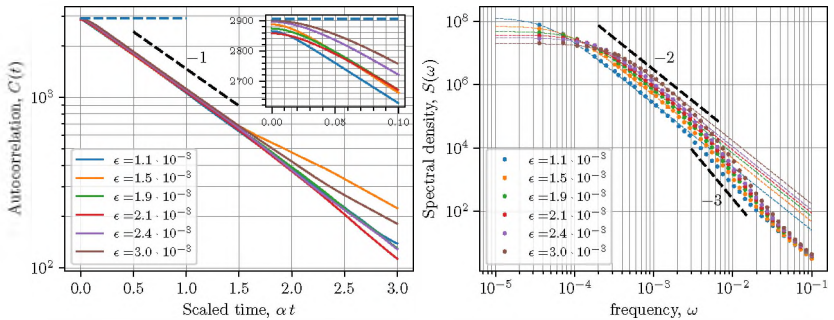 Autocorrelation, C(t)
10³
10²
2900
2800
2700
0.00
0.05
0.10
−1
ϵ = 1.1 · 10⁻³
ϵ = 1.5 · 10⁻³
ϵ = 1.9 · 10⁻³
ϵ = 2.1 · 10⁻³
ϵ = 2.4 · 10⁻³
ϵ = 3.0 · 10⁻³
0.0 0.5 1.0 1.5 2.0 2.5 3.0
Scaled time, αt
Spectral density, S(ω)
10⁸
10⁶
10⁴
10²
−2
−3
ϵ = 1.1 · 10⁻³
ϵ = 1.5 · 10⁻³
ϵ = 1.9 · 10⁻³
ϵ = 2.1 · 10⁻³
ϵ = 2.4 · 10⁻³
ϵ = 3.0 · 10⁻³
10⁻⁵ 10⁻⁴ 10⁻³ 10⁻² 10⁻¹
frequency, ω